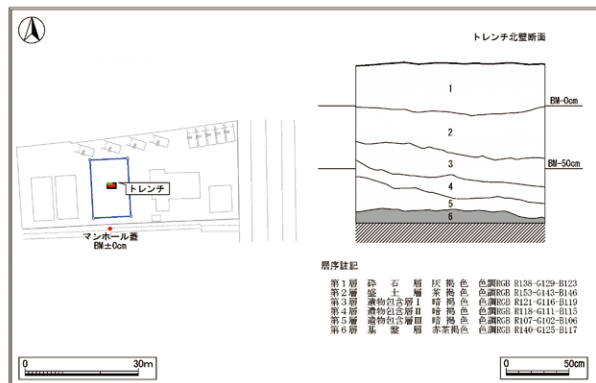 トレンチ北壁断面
1
BM-0cm
2
3
BM-50cm
4
5
6
トレンチ
マンホール蓋
BM±0cm
層序註記
第1層 砕石層 灰褐色 色調RGB R138-G129-B123
第2層 盛土層 茶褐色 色調RGB R153-G143-B146
第3層 遺物包含層Ⅰ 暗褐色 色調RGB R121-G116-B119
第4層 遺物包含層Ⅱ 暗褐色 色調RGB R118-G111-B115
第5層 遺物包含層Ⅲ 暗褐色 色調RGB R107-G102-B106
第6層 基盤層 赤茶褐色 色調RGB R140-G125-B117
0 30m
0 50cm